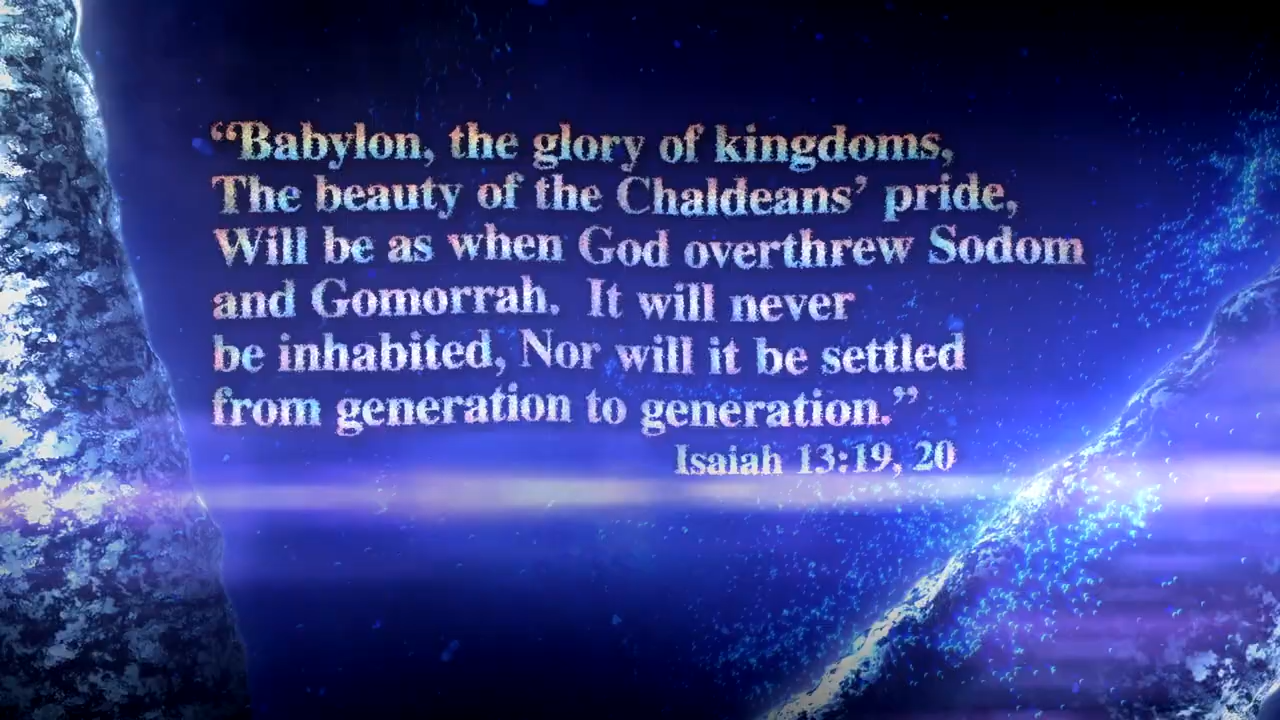 “Babylon, the glory of kingdoms,
The beauty of the Chaldeans’ pride,
Will be as when God overthrew Sodom
and Gomorrah.  It will never
be inhabited, Nor will it be settled
from generation to generation.”
Isaiah 13:19, 20